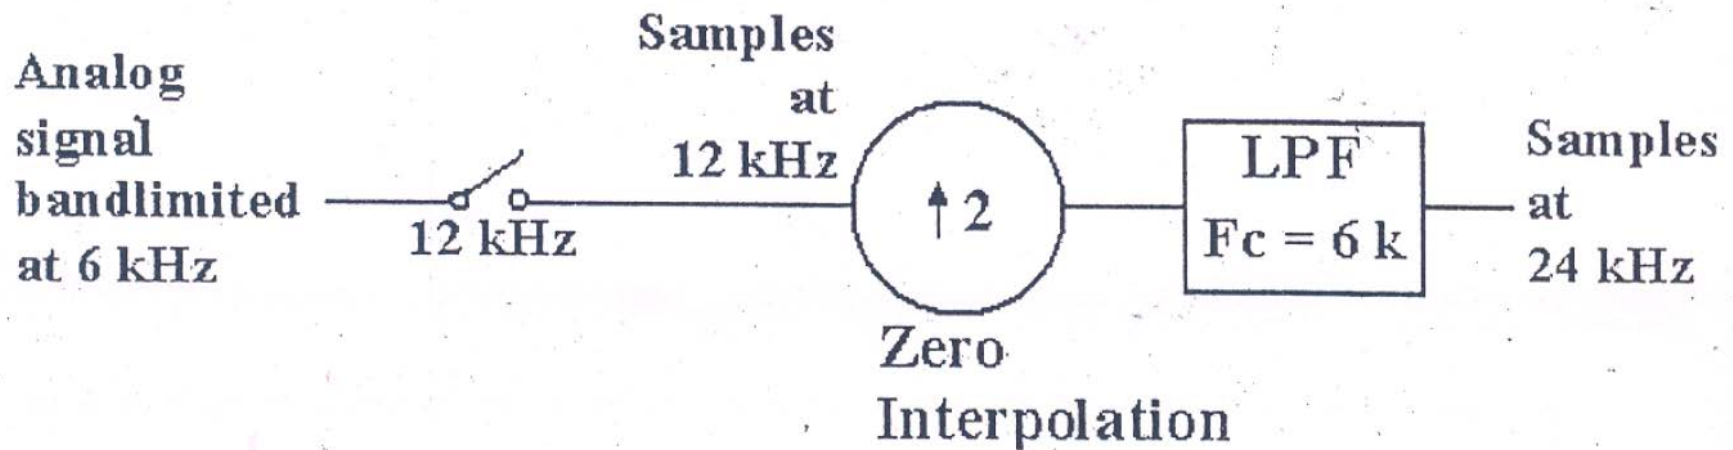 Analog
signal
bandlimited
at 6 kHz
12 kHz
Samples
at
12 kHz
↑2
Zero
Interpolation
LPF
Fc = 6 k
Samples
at
24 kHz